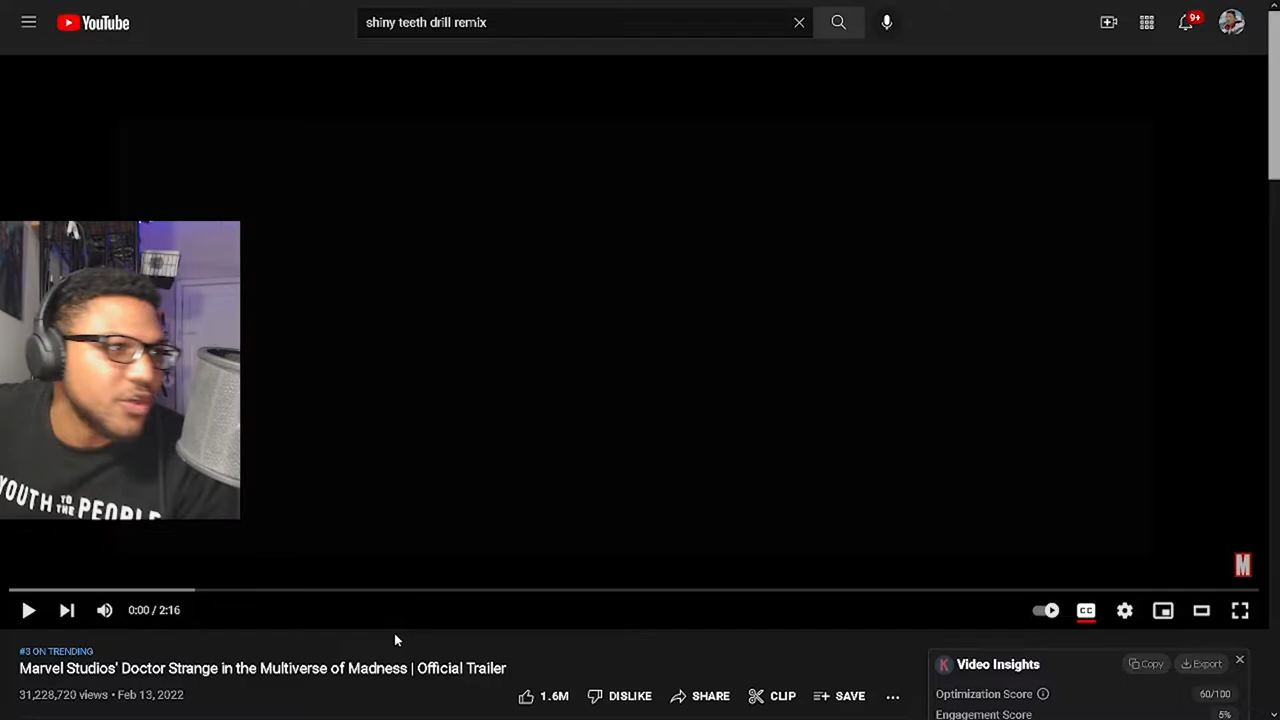 YouTube
shiny teeth drill remix
9+
YOUTH TO THE PEOPLE
M
0:00 / 2:16
CC
#3 ON TRENDING
Marvel Studios' Doctor Strange in the Multiverse of Madness | Official Trailer
31,228,720 views • Feb 13, 2022
1.6M DISLIKE SHARE CLIP SAVE ...
K Video Insights Copy Export
Optimization Score 60/100
Engagement Score 5%